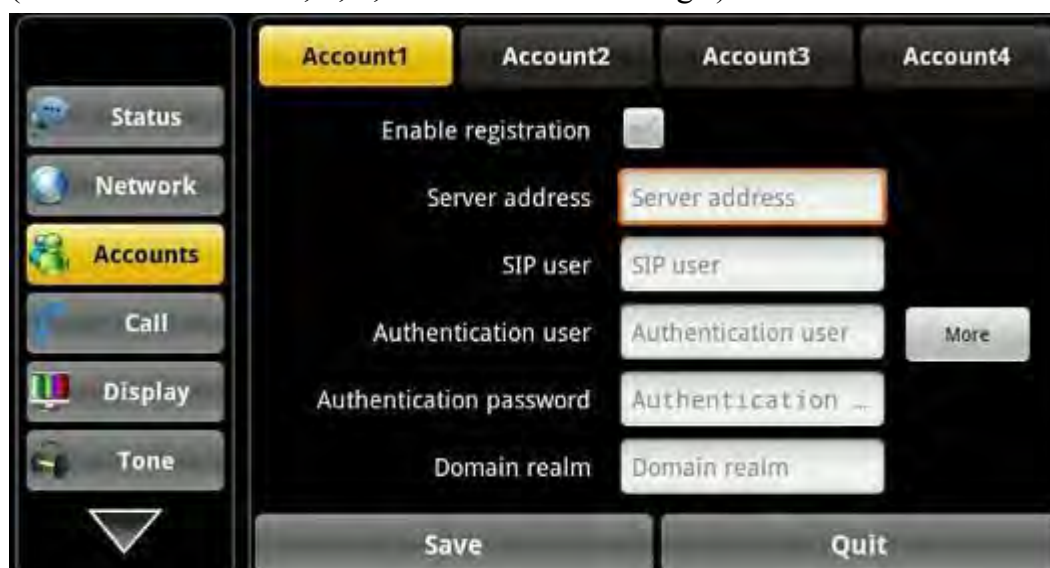 Account1 Account2 Account3 Account4
Status
Enable registration
Network
Server address Server address
Accounts
SIP user SIP user
Call
Authentication user Authentication user More
Display
Authentication password Authentication ...
Tone
Domain realm Domain realm
Save Quit